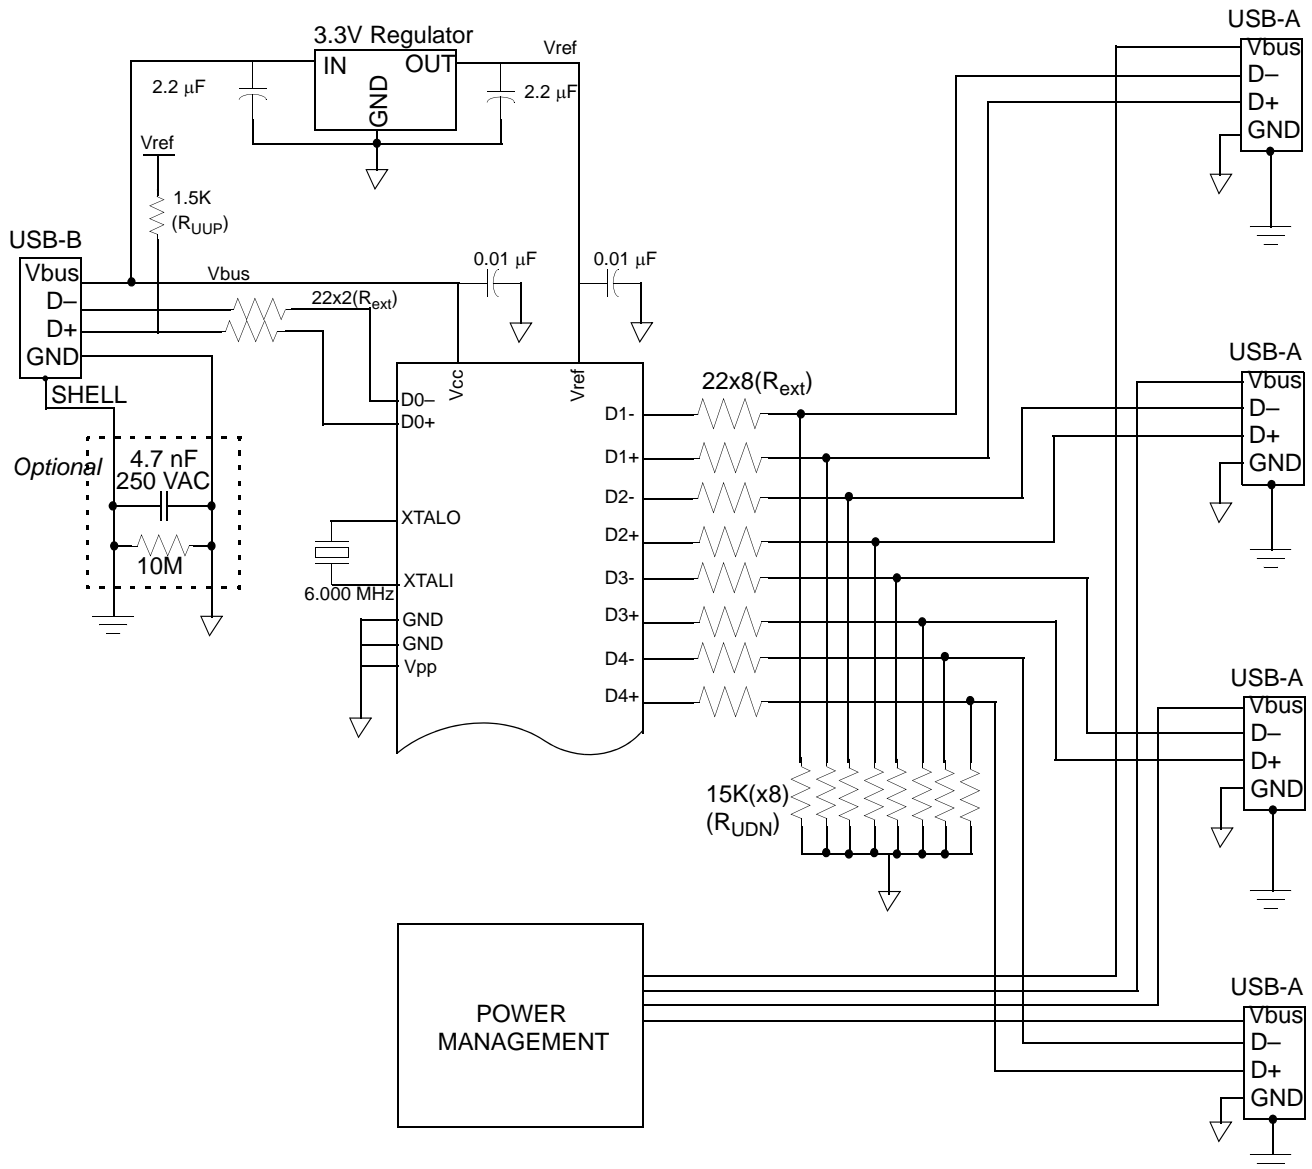 USB-A
Vbus
D–
D+
GND
3.3V Regulator
IN
OUT
GND
Vref
2.2 μF
2.2 μF
Vref
1.5K
(RUUP)
USB-B
Vbus
D–
D+
GND
SHELL
Vbus
22x2(Rext)
0.01 μF
0.01 μF
Optional
4.7 nF
250 VAC
10M
Vcc
Vref
D0–
D0+
XTALO
XTALI
6.000 MHz
GND
GND
Vpp
D1-
D1+
D2-
D2+
D3-
D3+
D4-
D4+
22x8(Rext)
15K(x8)
(RUDN)
USB-A
Vbus
D–
D+
GND
USB-A
Vbus
D–
D+
GND
POWER
MANAGEMENT
USB-A
Vbus
D–
D+
GND